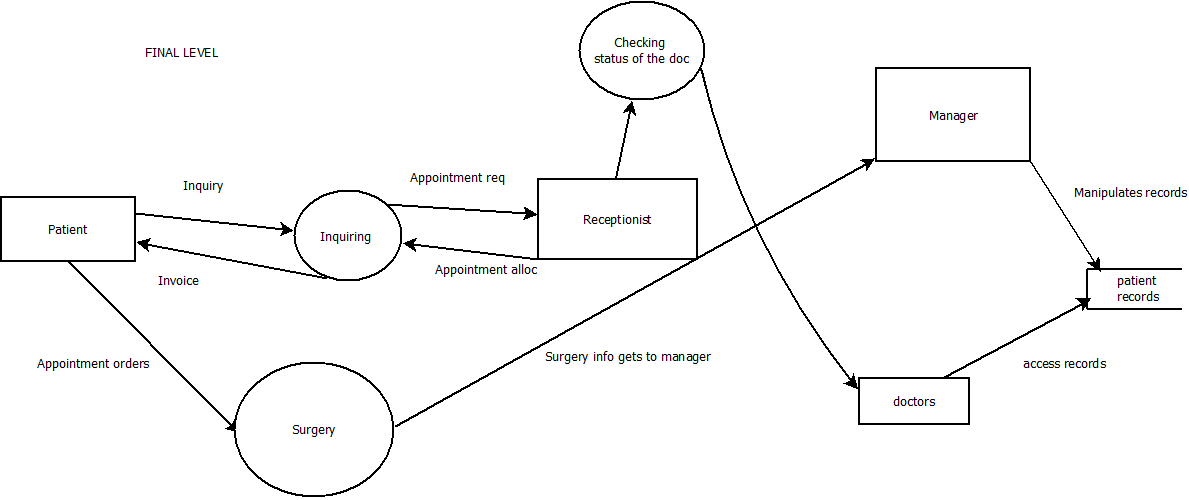 Checking
status of the doc
FINAL LEVEL
Manager
Appointment req
Inquiry
Manipulates records
Receptionist
Patient
Inquiring
Appointment alloc
Invoice
patient
records
Surgery info gets to manager
Appointment orders
access records
doctors
Surgery